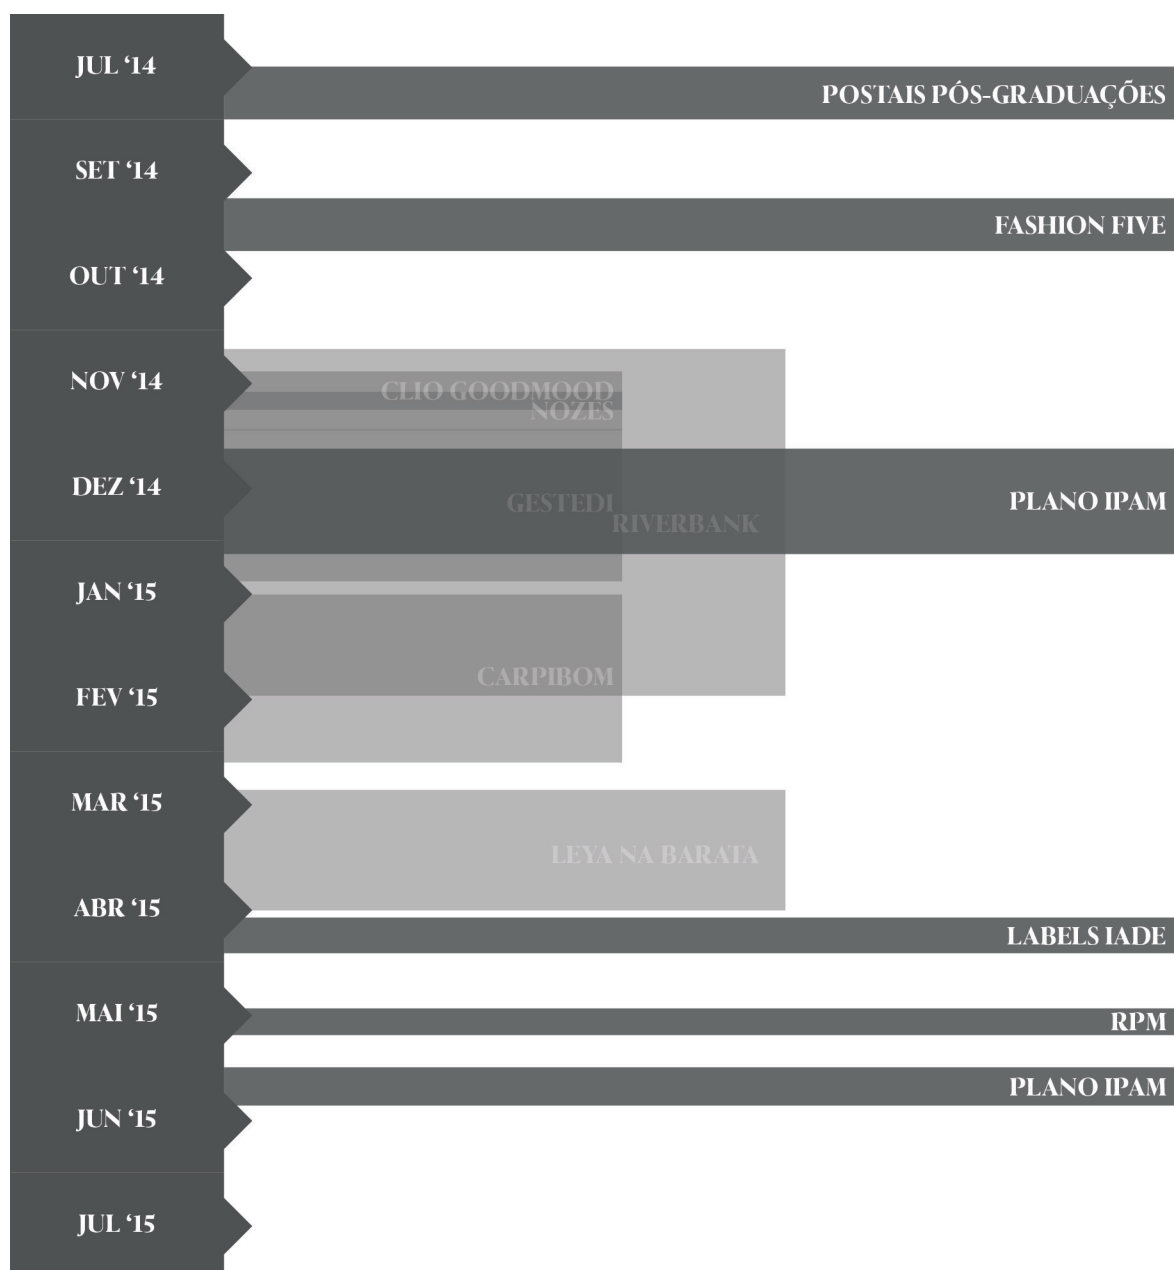 JUL ‘14
POSTAIS PÓS-GRADUAÇÕES
SET ‘14
FASHION FIVE
OUT ‘14
NOV ‘14
CLIO GOODMOOD
NOZES
DEZ ‘14
GESTEDI
PLANO IPAM
RIVERBANK
JAN ‘15
CARPIBOM
FEV ‘15
MAR ‘15
LEYA NA BARATA
ABR ‘15
LABELS IADE
MAI ‘15
RPM
PLANO IPAM
JUN ‘15
JUL ‘15